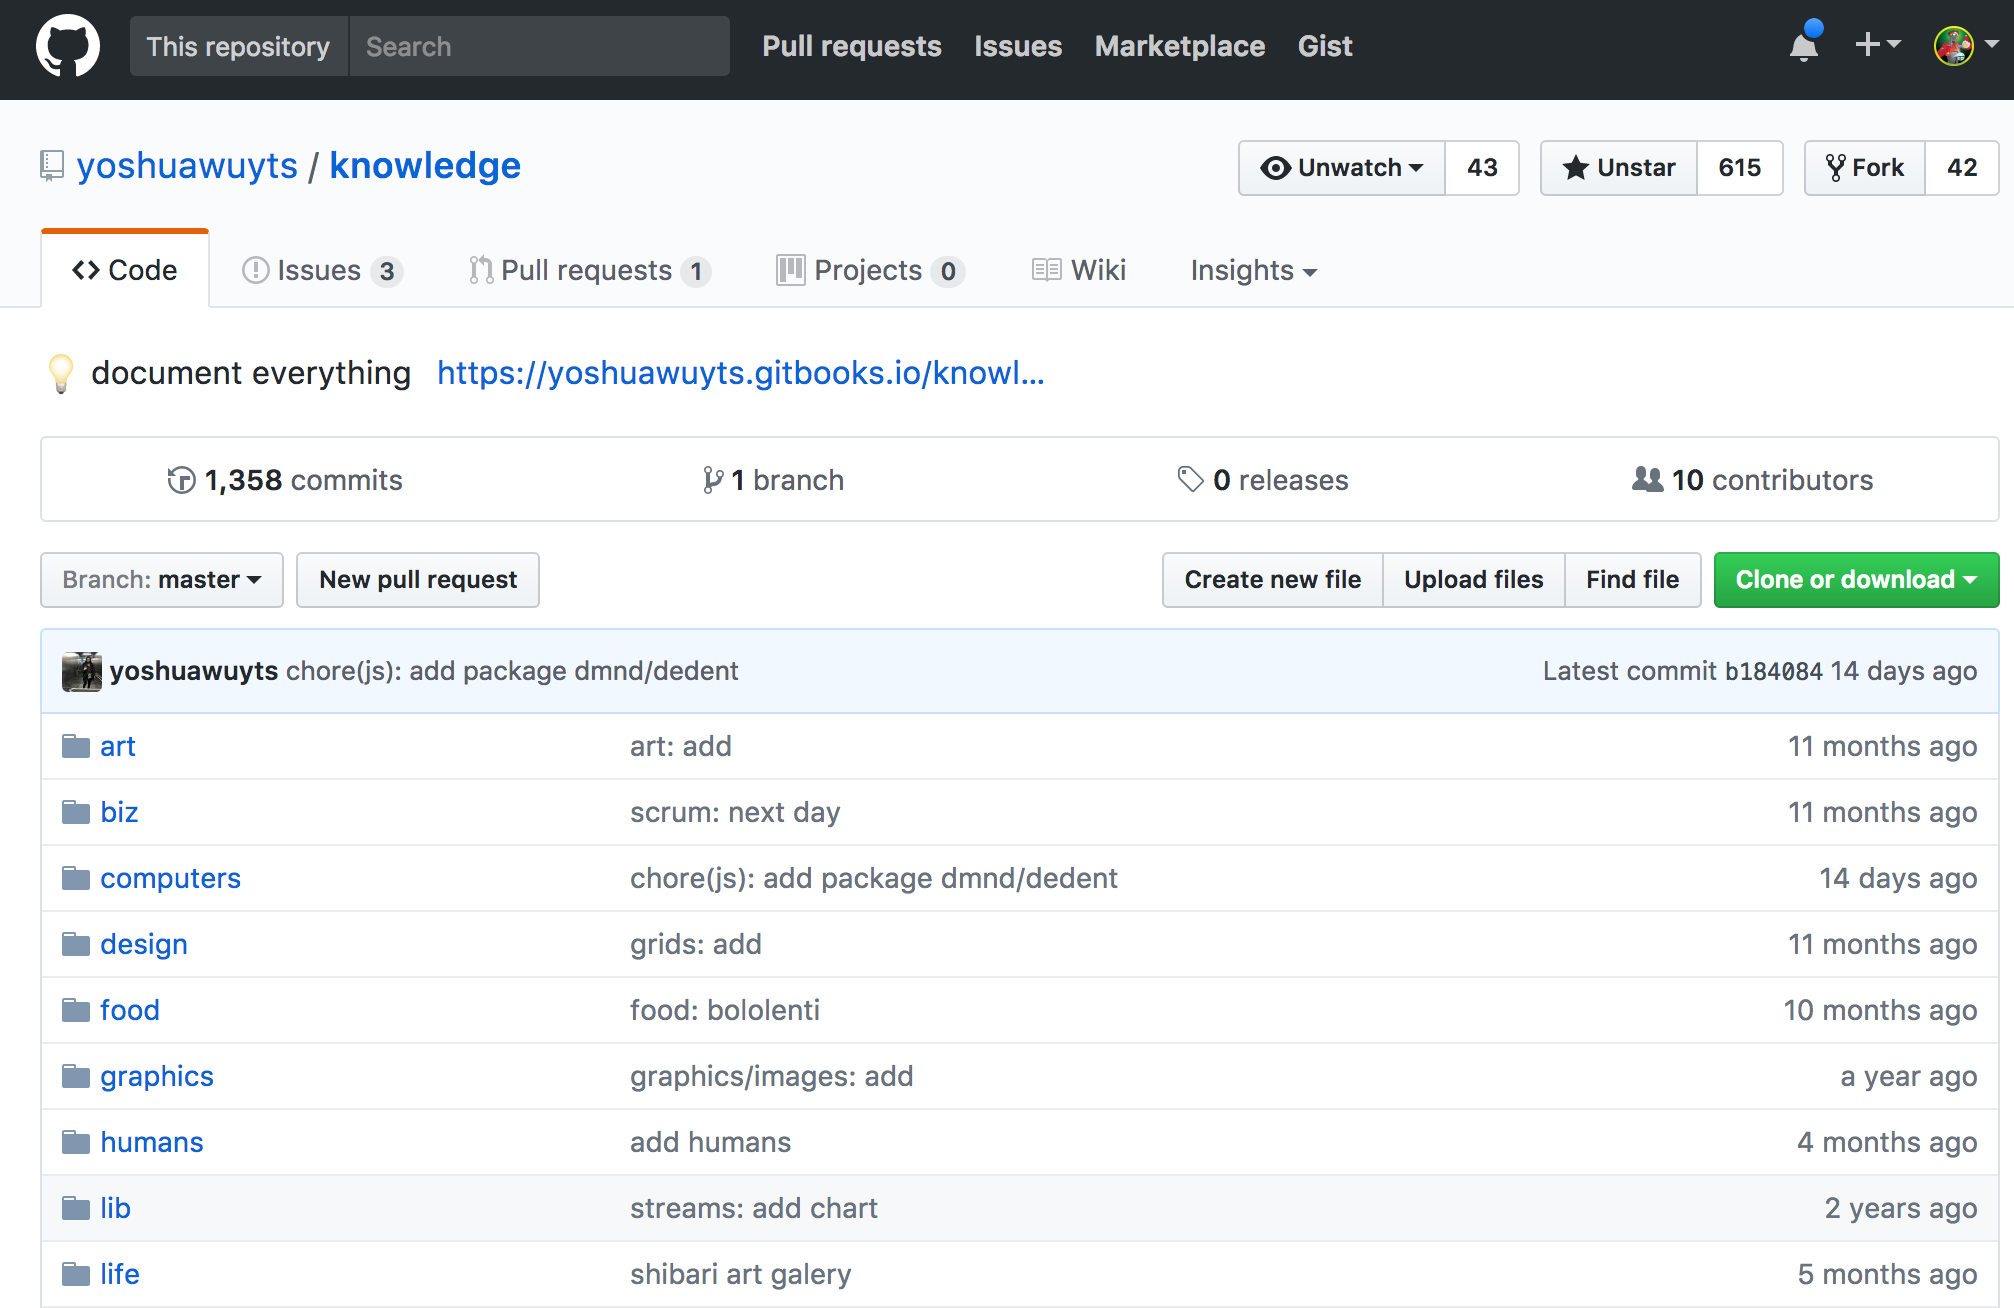 This repository Search Pull requests Issues Marketplace Gist
yoshuawuyts / knowledge Unwatch 43 Unstar 615 Fork 42
Code Issues 3 Pull requests 1 Projects 0 Wiki Insights
document everything https://yoshuawuyts.gitbooks.io/knowl...
1,358 commits 1 branch 0 releases 10 contributors
Branch: master New pull request Create new file Upload files Find file Clone or download
yoshuawuyts chore(js): add package dmnd/dedent Latest commit b184084 14 days ago
art art: add 11 months ago
biz scrum: next day 11 months ago
computers chore(js): add package dmnd/dedent 14 days ago
design grids: add 11 months ago
food food: bololenti 10 months ago
graphics graphics/images: add a year ago
humans add humans 4 months ago
lib streams: add chart 2 years ago
life shibari art galery 5 months ago